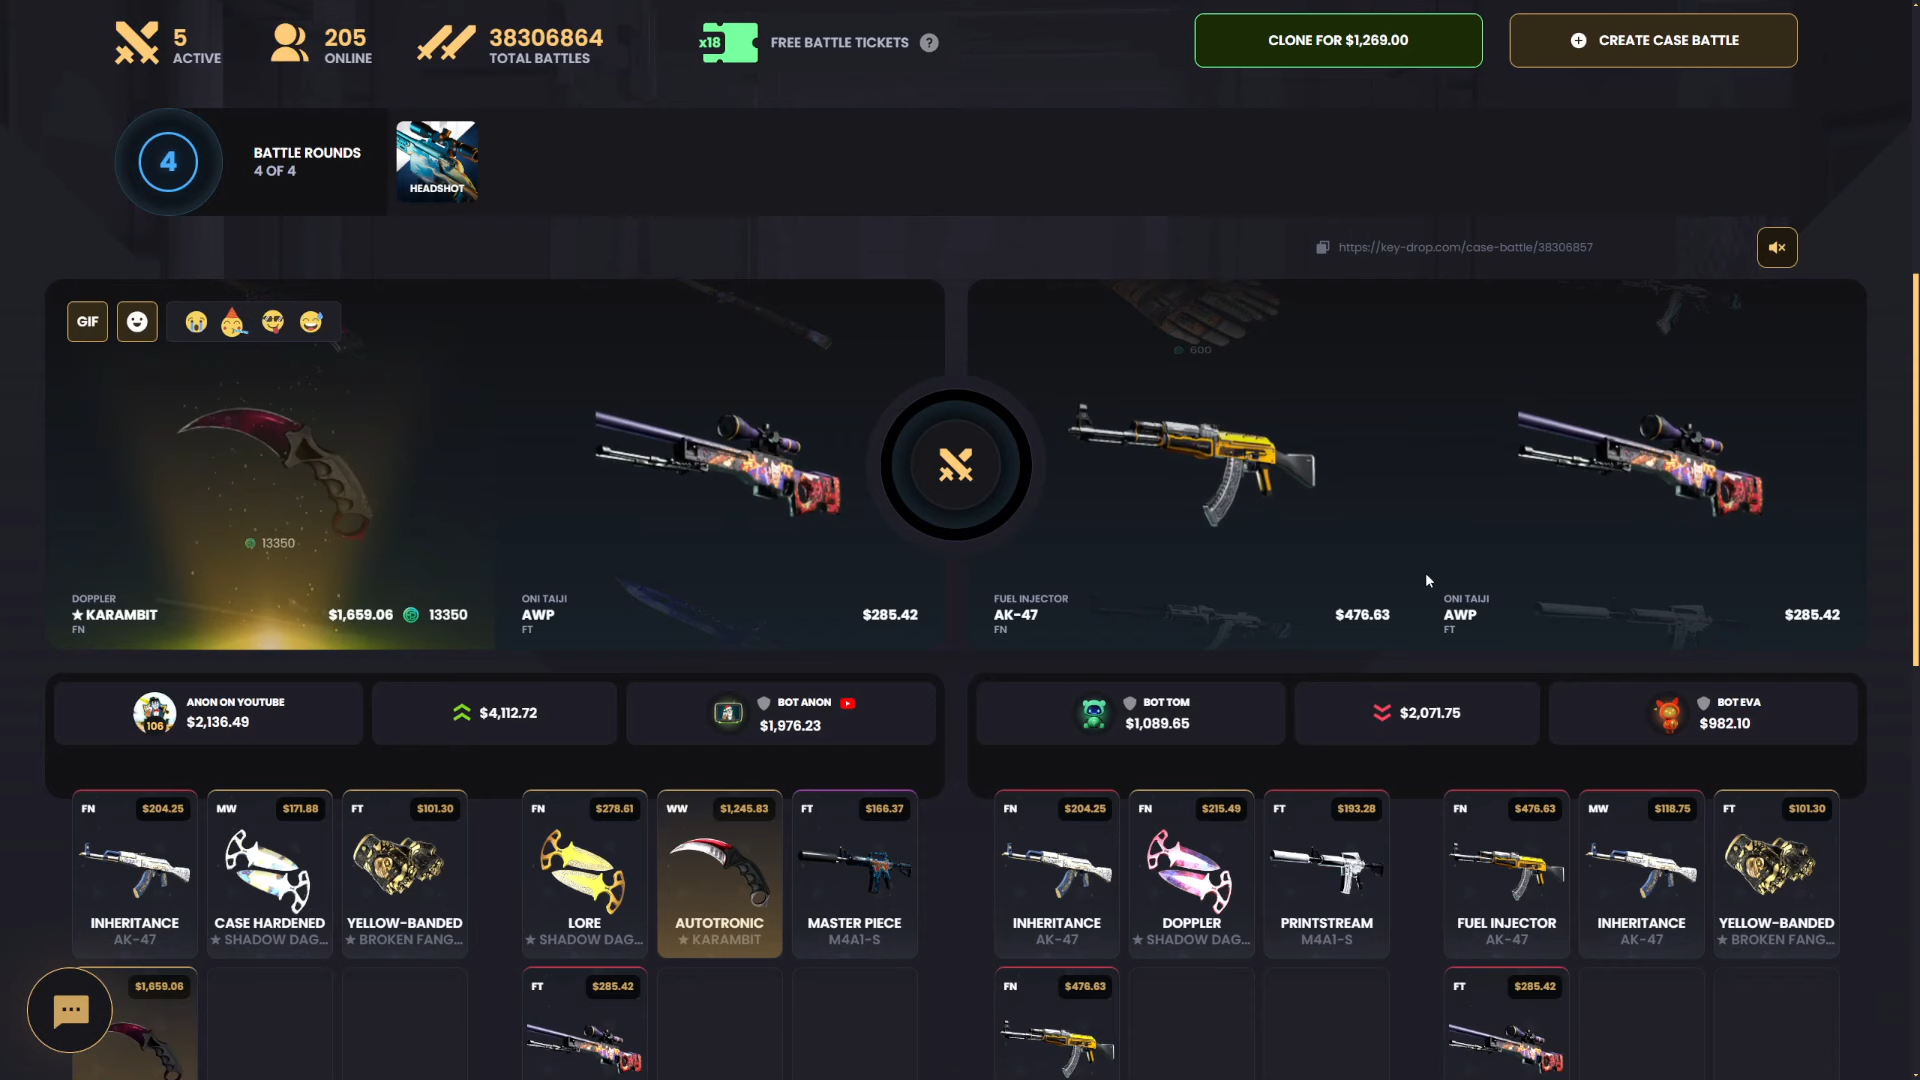 5
ACTIVE
205
ONLINE
38306864
TOTAL BATTLES
x18
FREE BATTLE TICKETS
?
CLONE FOR $1,269.00
CREATE CASE BATTLE
4
BATTLE ROUNDS
4 OF 4
HEADSHOT
https://key-drop.com/case-battle/38306857
GIF
600
13350
DOPPLER
★ KARAMBIT
FN
$1,659.06
13350
ONI TAIJI
AWP
FT
$285.42
FUEL INJECTOR
AK-47
FN
$476.63
ONI TAIJI
AWP
FT
$285.42
106
ANON ON YOUTUBE
$2,136.49
$4,112.72
BOT ANON
$1,976.23
BOT TOM
$1,089.65
$2,071.75
BOT EVA
$982.10
FN $204.25
INHERITANCE
AK-47
MW $171.88
CASE HARDENED
★ SHADOW DAG...
FT $101.30
YELLOW-BANDED
★ BROKEN FANG...
FN $278.61
LORE
★ SHADOW DAG...
WW $1,245.83
AUTOTRONIC
★ KARAMBIT
FT $166.37
MASTER PIECE
M4A1-S
FN $204.25
INHERITANCE
AK-47
FN $215.49
DOPPLER
★ SHADOW DAG...
FT $193.28
PRINTSTREAM
M4A1-S
FN $476.63
FUEL INJECTOR
AK-47
MW $118.75
INHERITANCE
AK-47
FT $101.30
YELLOW-BANDED
★ BROKEN FANG...
$1,659.06
FT $285.42
FN $476.63
FT $285.42